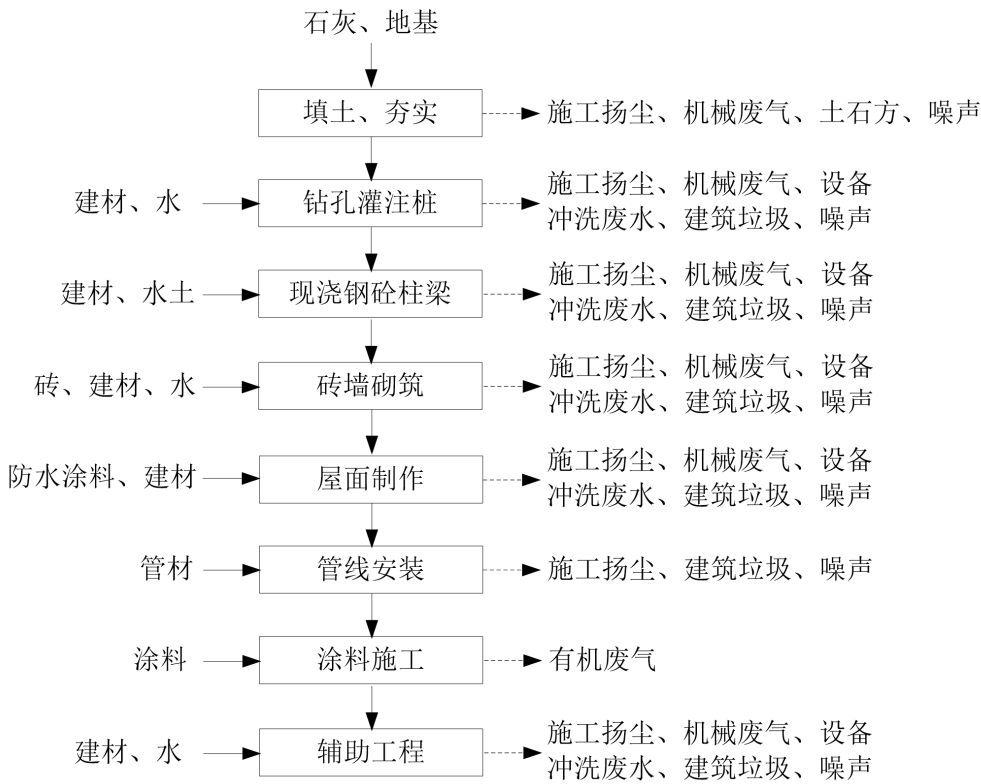 石灰、地基
填土、夯实
施工扬尘、机械废气、土石方、噪声
建材、水
钻孔灌注桩
施工扬尘、机械废气、设备
冲洗废水、建筑垃圾、噪声
建材、水土
现浇钢砼柱梁
施工扬尘、机械废气、设备
冲洗废水、建筑垃圾、噪声
砖、建材、水
砖墙砌筑
施工扬尘、机械废气、设备
冲洗废水、建筑垃圾、噪声
防水涂料、建材
屋面制作
施工扬尘、机械废气、设备
冲洗废水、建筑垃圾、噪声
管材
管线安装
施工扬尘、建筑垃圾、噪声
涂料
涂料施工
有机废气
建材、水
辅助工程
施工扬尘、机械废气、设备
冲洗废水、建筑垃圾、噪声